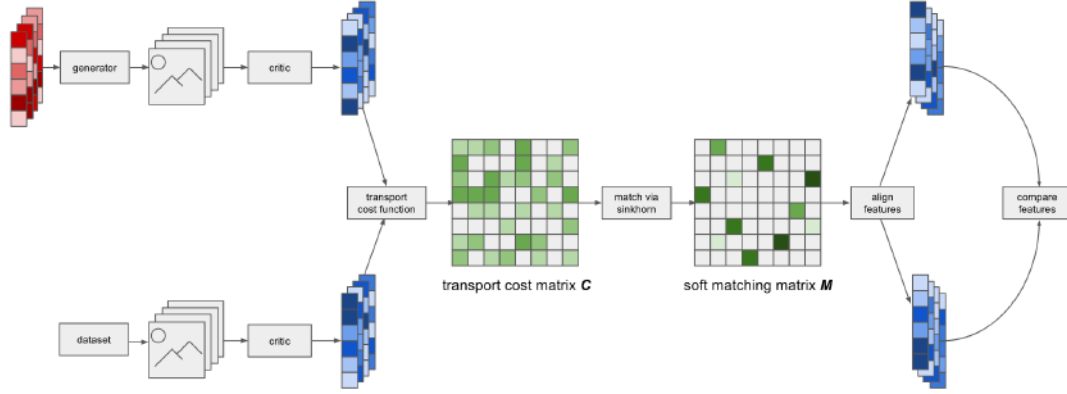 generator
critic
transport
cost function
transport cost matrix C
match via
sinkhorn
soft matching matrix M
align
features
compare
features
dataset
critic